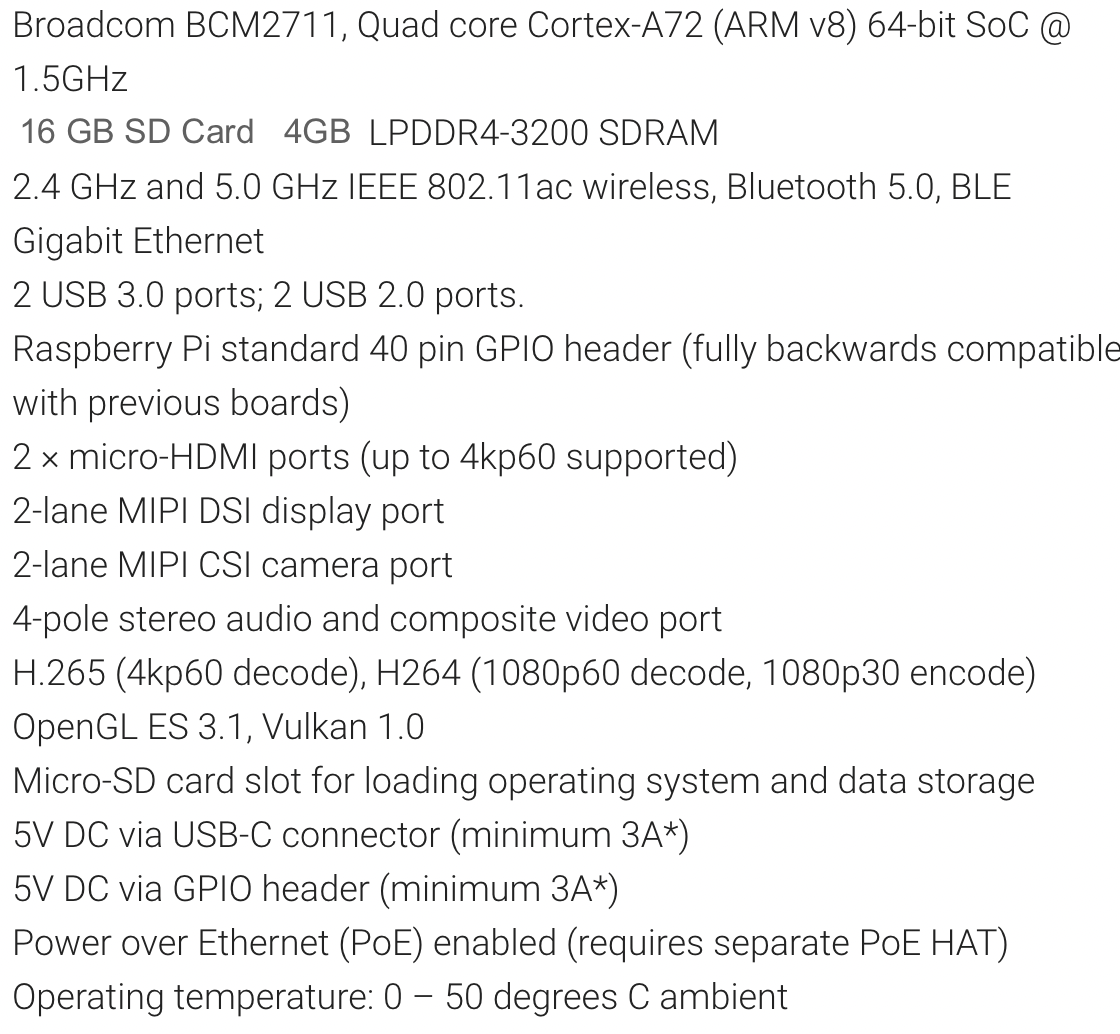 Broadcom BCM2711, Quad core Cortex-A72 (ARM v8) 64-bit SoC @
1.5GHz
16 GB SD Card 4GB LPDDR4-3200 SDRAM
2.4 GHz and 5.0 GHz IEEE 802.11ac wireless, Bluetooth 5.0, BLE
Gigabit Ethernet
2 USB 3.0 ports; 2 USB 2.0 ports.
Raspberry Pi standard 40 pin GPIO header (fully backwards compatible
with previous boards)
2 × micro-HDMI ports (up to 4kp60 supported)
2-lane MIPI DSI display port
2-lane MIPI CSI camera port
4-pole stereo audio and composite video port
H.265 (4kp60 decode), H264 (1080p60 decode, 1080p30 encode)
OpenGL ES 3.1, Vulkan 1.0
Micro-SD card slot for loading operating system and data storage
5V DC via USB-C connector (minimum 3A*)
5V DC via GPIO header (minimum 3A*)
Power over Ethernet (PoE) enabled (requires separate PoE HAT)
Operating temperature: 0 – 50 degrees C ambient